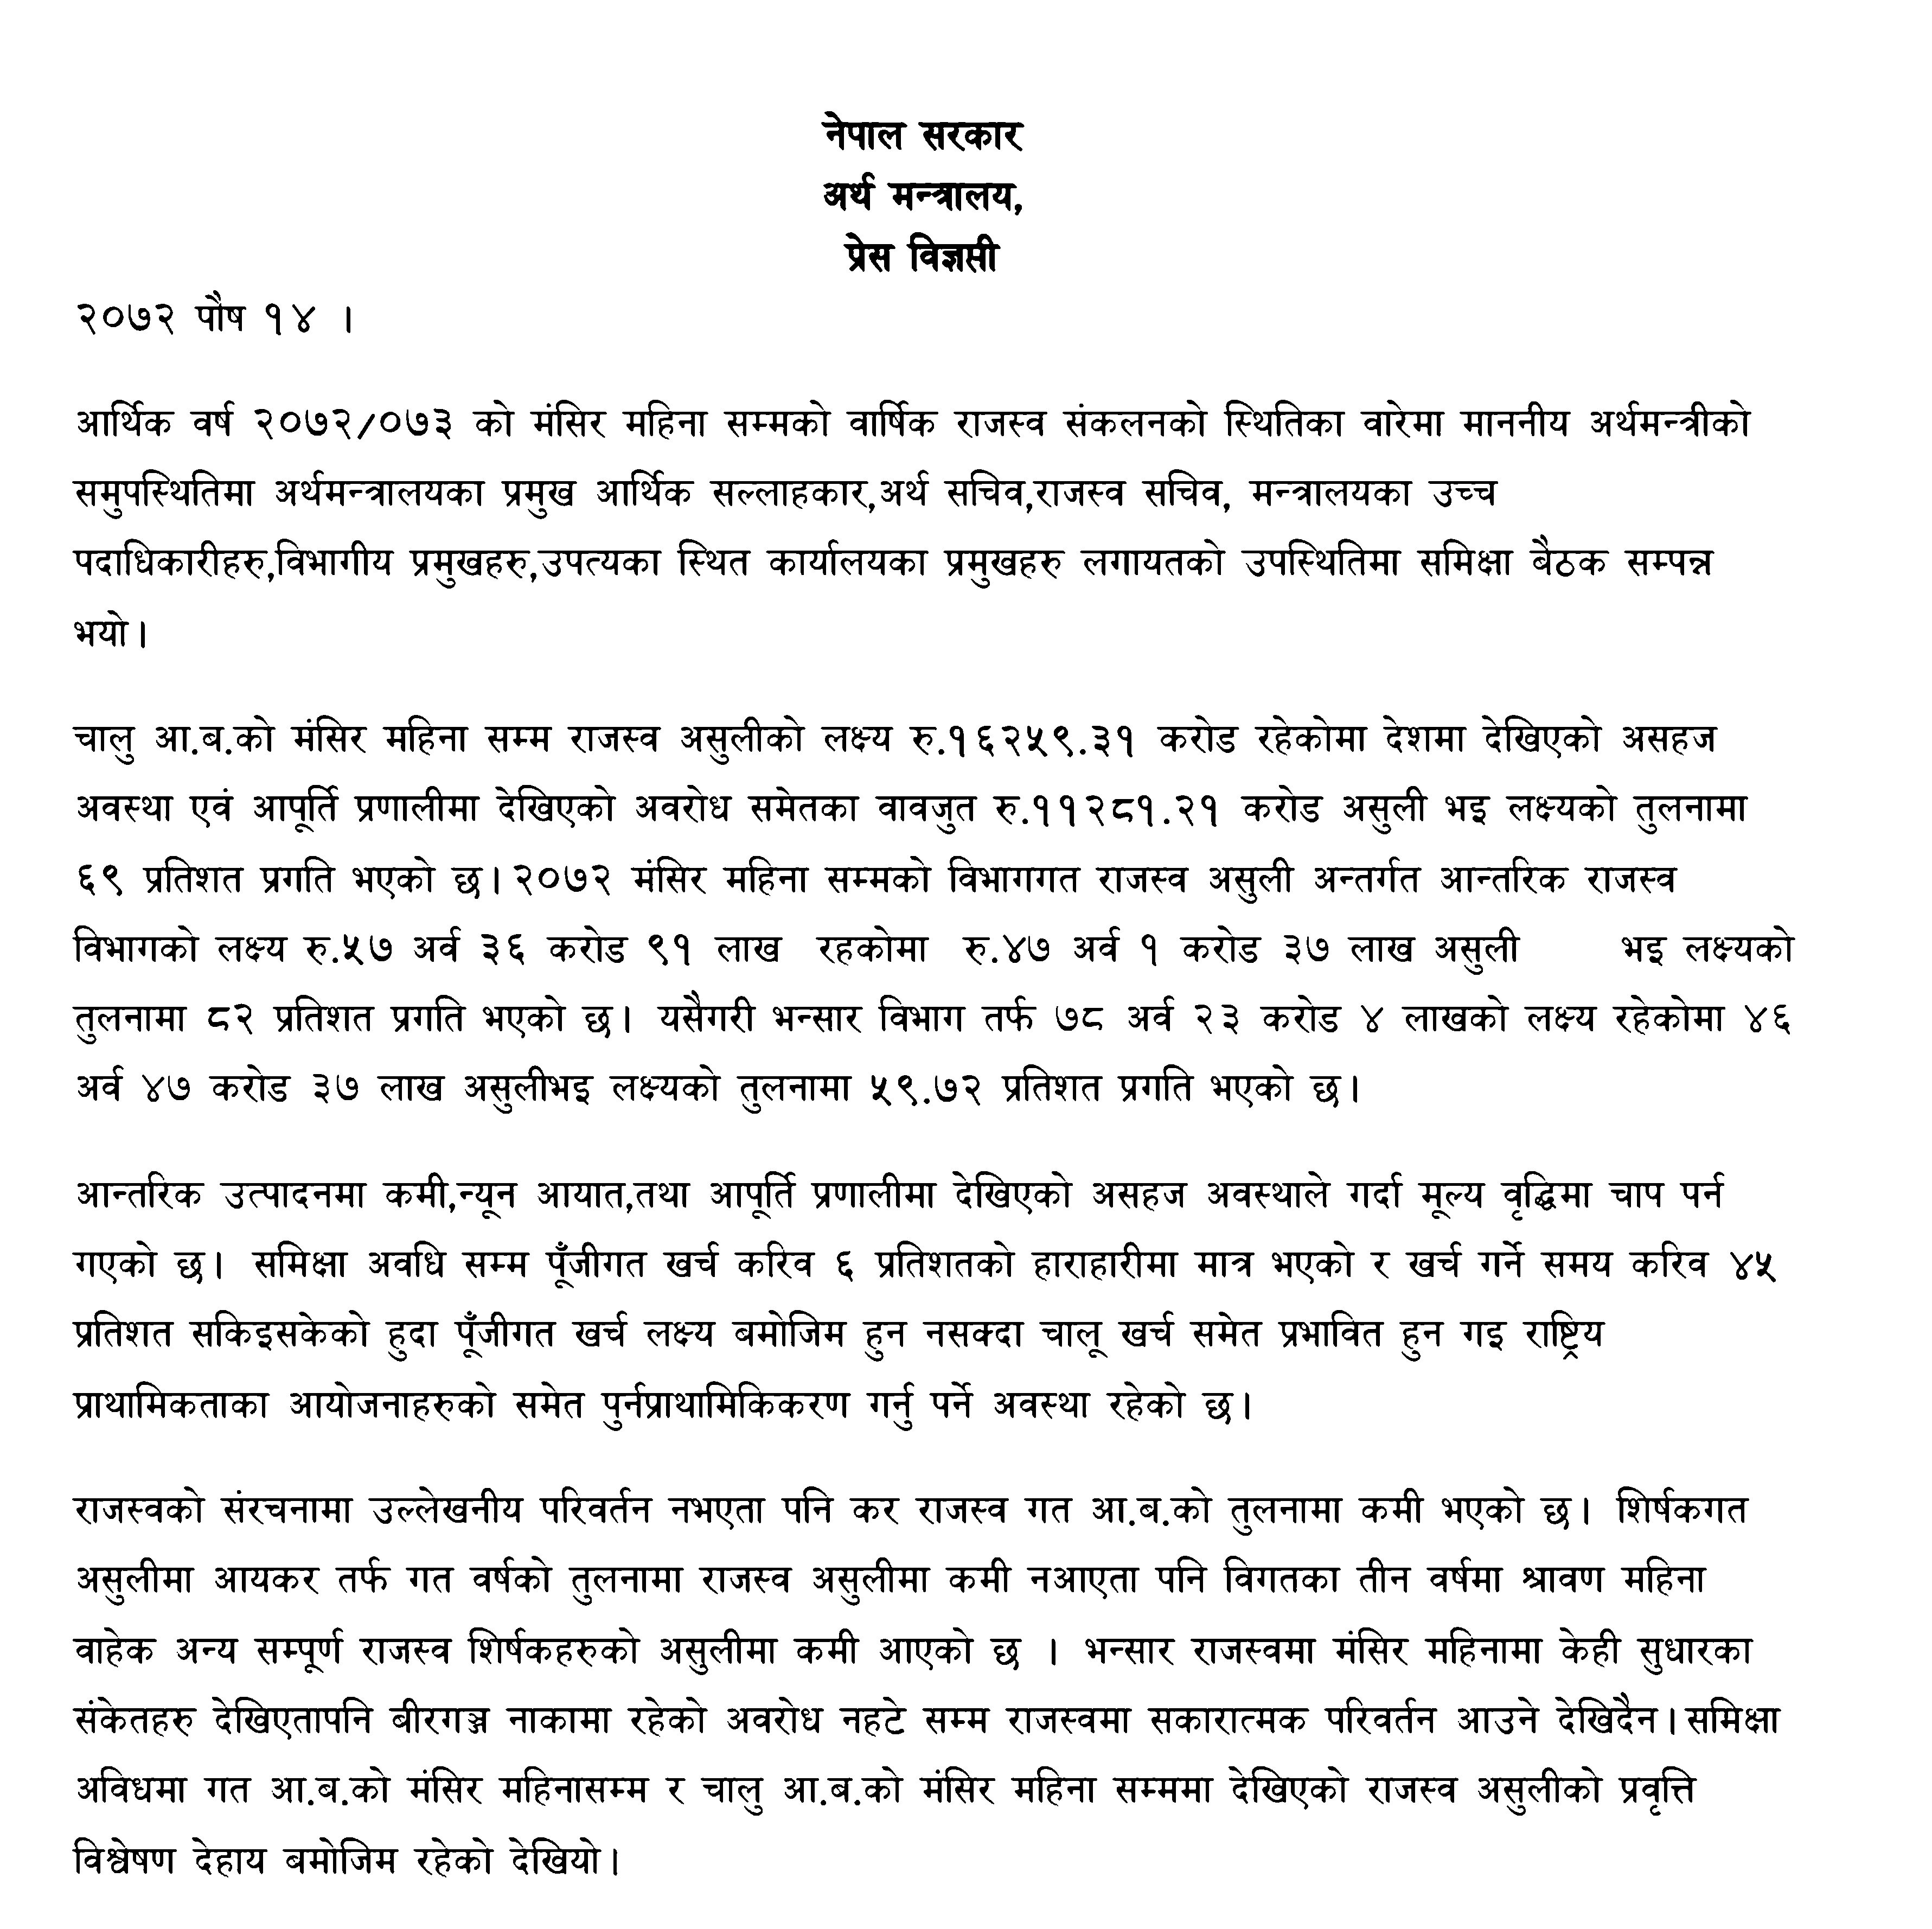 नेपाल सरकार
अर्थ मन्त्रालय,
प्रेस विज्ञप्ती
२०७२ पौष १४ ।
आर्थिक वर्ष २०७२/०७३ को मंसिर महिना सम्मको वार्षिक राजस्व संकलनको स्थितिका वारेमा माननीय अर्थमन्त्रीको
समुपस्थितिमा अर्थमन्त्रालयका प्रमुख आर्थिक सल्लाहकार,अर्थ सचिव,राजस्व सचिव, मन्त्रालयका उच्च
पदाधिकारीहरु,विभागीय प्रमुखहरु,उपत्यका स्थित कार्यालयका प्रमुखहरु लगायतको उपस्थितिमा समिक्षा बैठक सम्पन्न
भयो।
चालु आ.ब.को मंसिर महिना सम्म राजस्व असुलीको लक्ष्य रु.१६२५९.३१ करोड रहेकोमा देशमा देखिएको असहज
अवस्था एवं आपूर्ति प्रणालीमा देखिएको अवरोध समेतका वावजुत रु.११२८१.२१ करोड असुली भइ लक्ष्यको तुलनामा
६९ प्रतिशत प्रगति भएको छ।२०७२ मंसिर महिना सम्मको विभागगत राजस्व असुली अन्तर्गत आन्तरिक राजस्व
विभागको लक्ष्य रु.५७ अर्व ३६ करोड ९१ लाख रहकोमा रु.४७ अर्व १ करोड ३७ लाख असुली भइ लक्ष्यको
तुलनामा ८२ प्रतिशत प्रगति भएको छ। यसैगरी भन्सार विभाग तर्फ ७८ अर्व २३ करोड ४ लाखको लक्ष्य रहेकोमा ४६
अर्व ४७ करोड ३७ लाख असुलीभइ लक्ष्यको तुलनामा ५९.७२ प्रतिशत प्रगति भएको छ।
आन्तरिक उत्पादनमा कमी,न्यून आयात,तथा आपूर्ति प्रणालीमा देखिएको असहज अवस्थाले गर्दा मूल्य वृद्धिमा चाप पर्न
गएको छ। समिक्षा अवधि सम्म पूँजीगत खर्च करिव ६ प्रतिशतको हाराहारीमा मात्र भएको र खर्च गर्ने समय करिव ४५
प्रतिशत सकिइसकेको हुदा पूँजीगत खर्च लक्ष्य बमोजिम हुन नसक्दा चालू खर्च समेत प्रभावित हुन गइ राष्ट्रिय
प्राथामिकताका आयोजनाहरुको समेत पुर्नप्राथामिकिकरण गर्नु पर्ने अवस्था रहेको छ।
राजस्वको संरचनामा उल्लेखनीय परिवर्तन नभएता पनि कर राजस्व गत आ.ब.को तुलनामा कमी भएको छ। शिर्षकगत
असुलीमा आयकर तर्फ गत वर्षको तुलनामा राजस्व असुलीमा कमी नआएता पनि विगतका तीन वर्षमा श्रावण महिना
वाहेक अन्य सम्पूर्ण राजस्व शिर्षकहरुको असुलीमा कमी आएको छ । भन्सार राजस्वमा मंसिर महिनामा केही सुधारका
संकेतहरु देखिएतापनि बीरगञ्ज नाकामा रहेको अवरोध नहटे सम्म राजस्वमा सकारात्मक परिवर्तन आउने देखिदैन।समिक्षा
अविधमा गत आ.ब.को मंसिर महिनासम्म र चालु आ.ब.को मंसिर महिना सम्ममा देखिएको राजस्व असुलीको प्रवृत्ति
विश्वेषण देहाय बमोजिम रहेको देखियो।